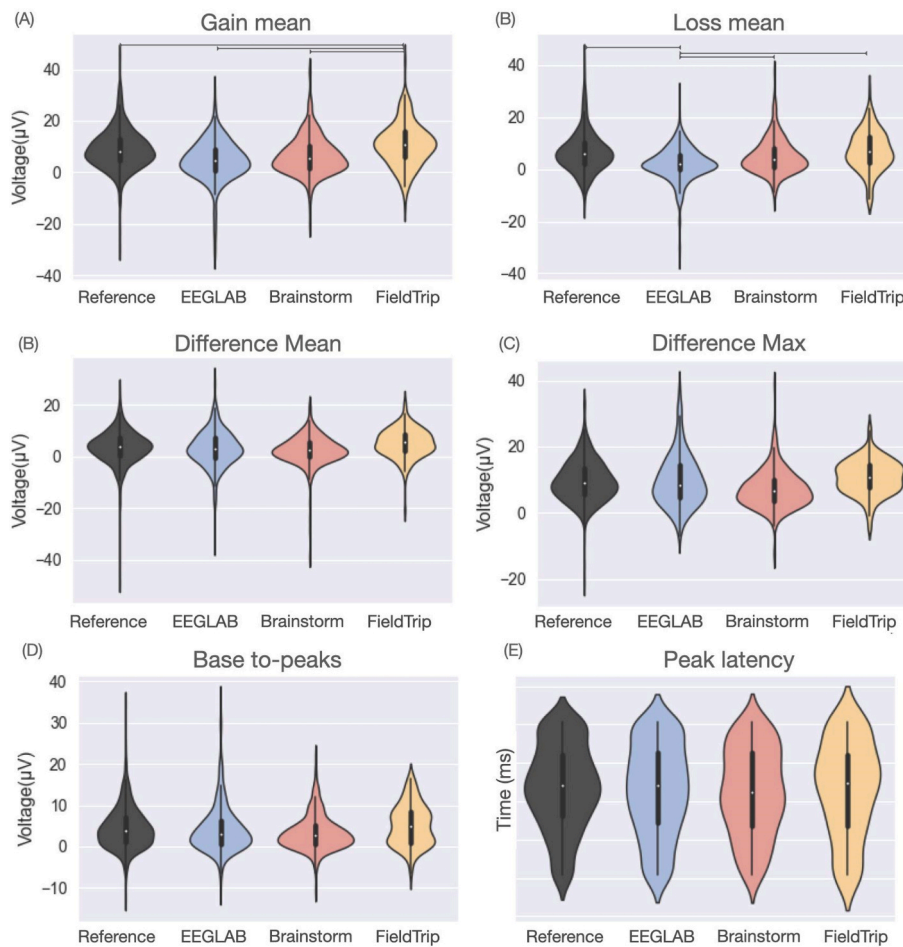 (A)
Gain mean
40
20
0
−20
−40
Voltage(µV)
Reference EEGLAB Brainstorm FieldTrip
(B)
Loss mean
40
20
0
−20
−40
Voltage(µV)
Reference EEGLAB Brainstorm FieldTrip
(B)
Difference Mean
20
0
−20
−40
Voltage(µV)
Reference EEGLAB Brainstorm FieldTrip
(C)
Difference Max
40
20
0
−20
Voltage(µV)
Reference EEGLAB Brainstorm FieldTrip
(D)
Base to-peaks
40
30
20
10
0
−10
Voltage(µV)
Reference EEGLAB Brainstorm FieldTrip
(E)
Peak latency
Time (ms)
Reference EEGLAB Brainstorm FieldTrip